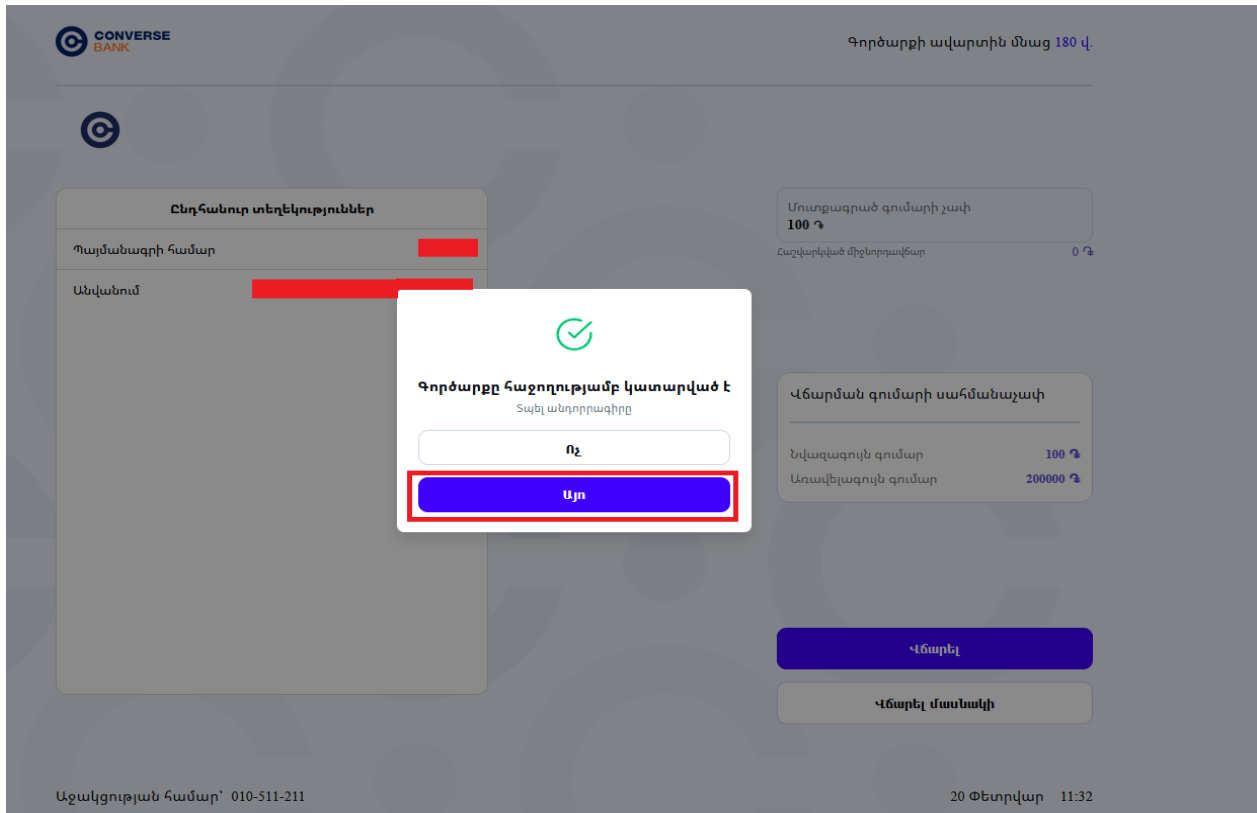 CONVERSE
BANK
Գործարքի ավարտին մնաց 180 վ.
Ընդհանուր տեղեկություններ
Պայմանագրի համար
Անվանում
Մուտքագրած գումարի չափ
100 ֏
Հաշվարկված միջնորդավճար 0 ֏
Գործարքը հաջողությամբ կատարված է
Տպել անդորրագիրը
Ոչ
Այո
Վճարման գումարի սահմանաչափ
Նվազագույն գումար 100 ֏
Առավելագույն գումար 200000 ֏
Վճարել
Վճարել մասնակի
Աջակցության համար՝ 010-511-211
20 Փետրվար 11:32